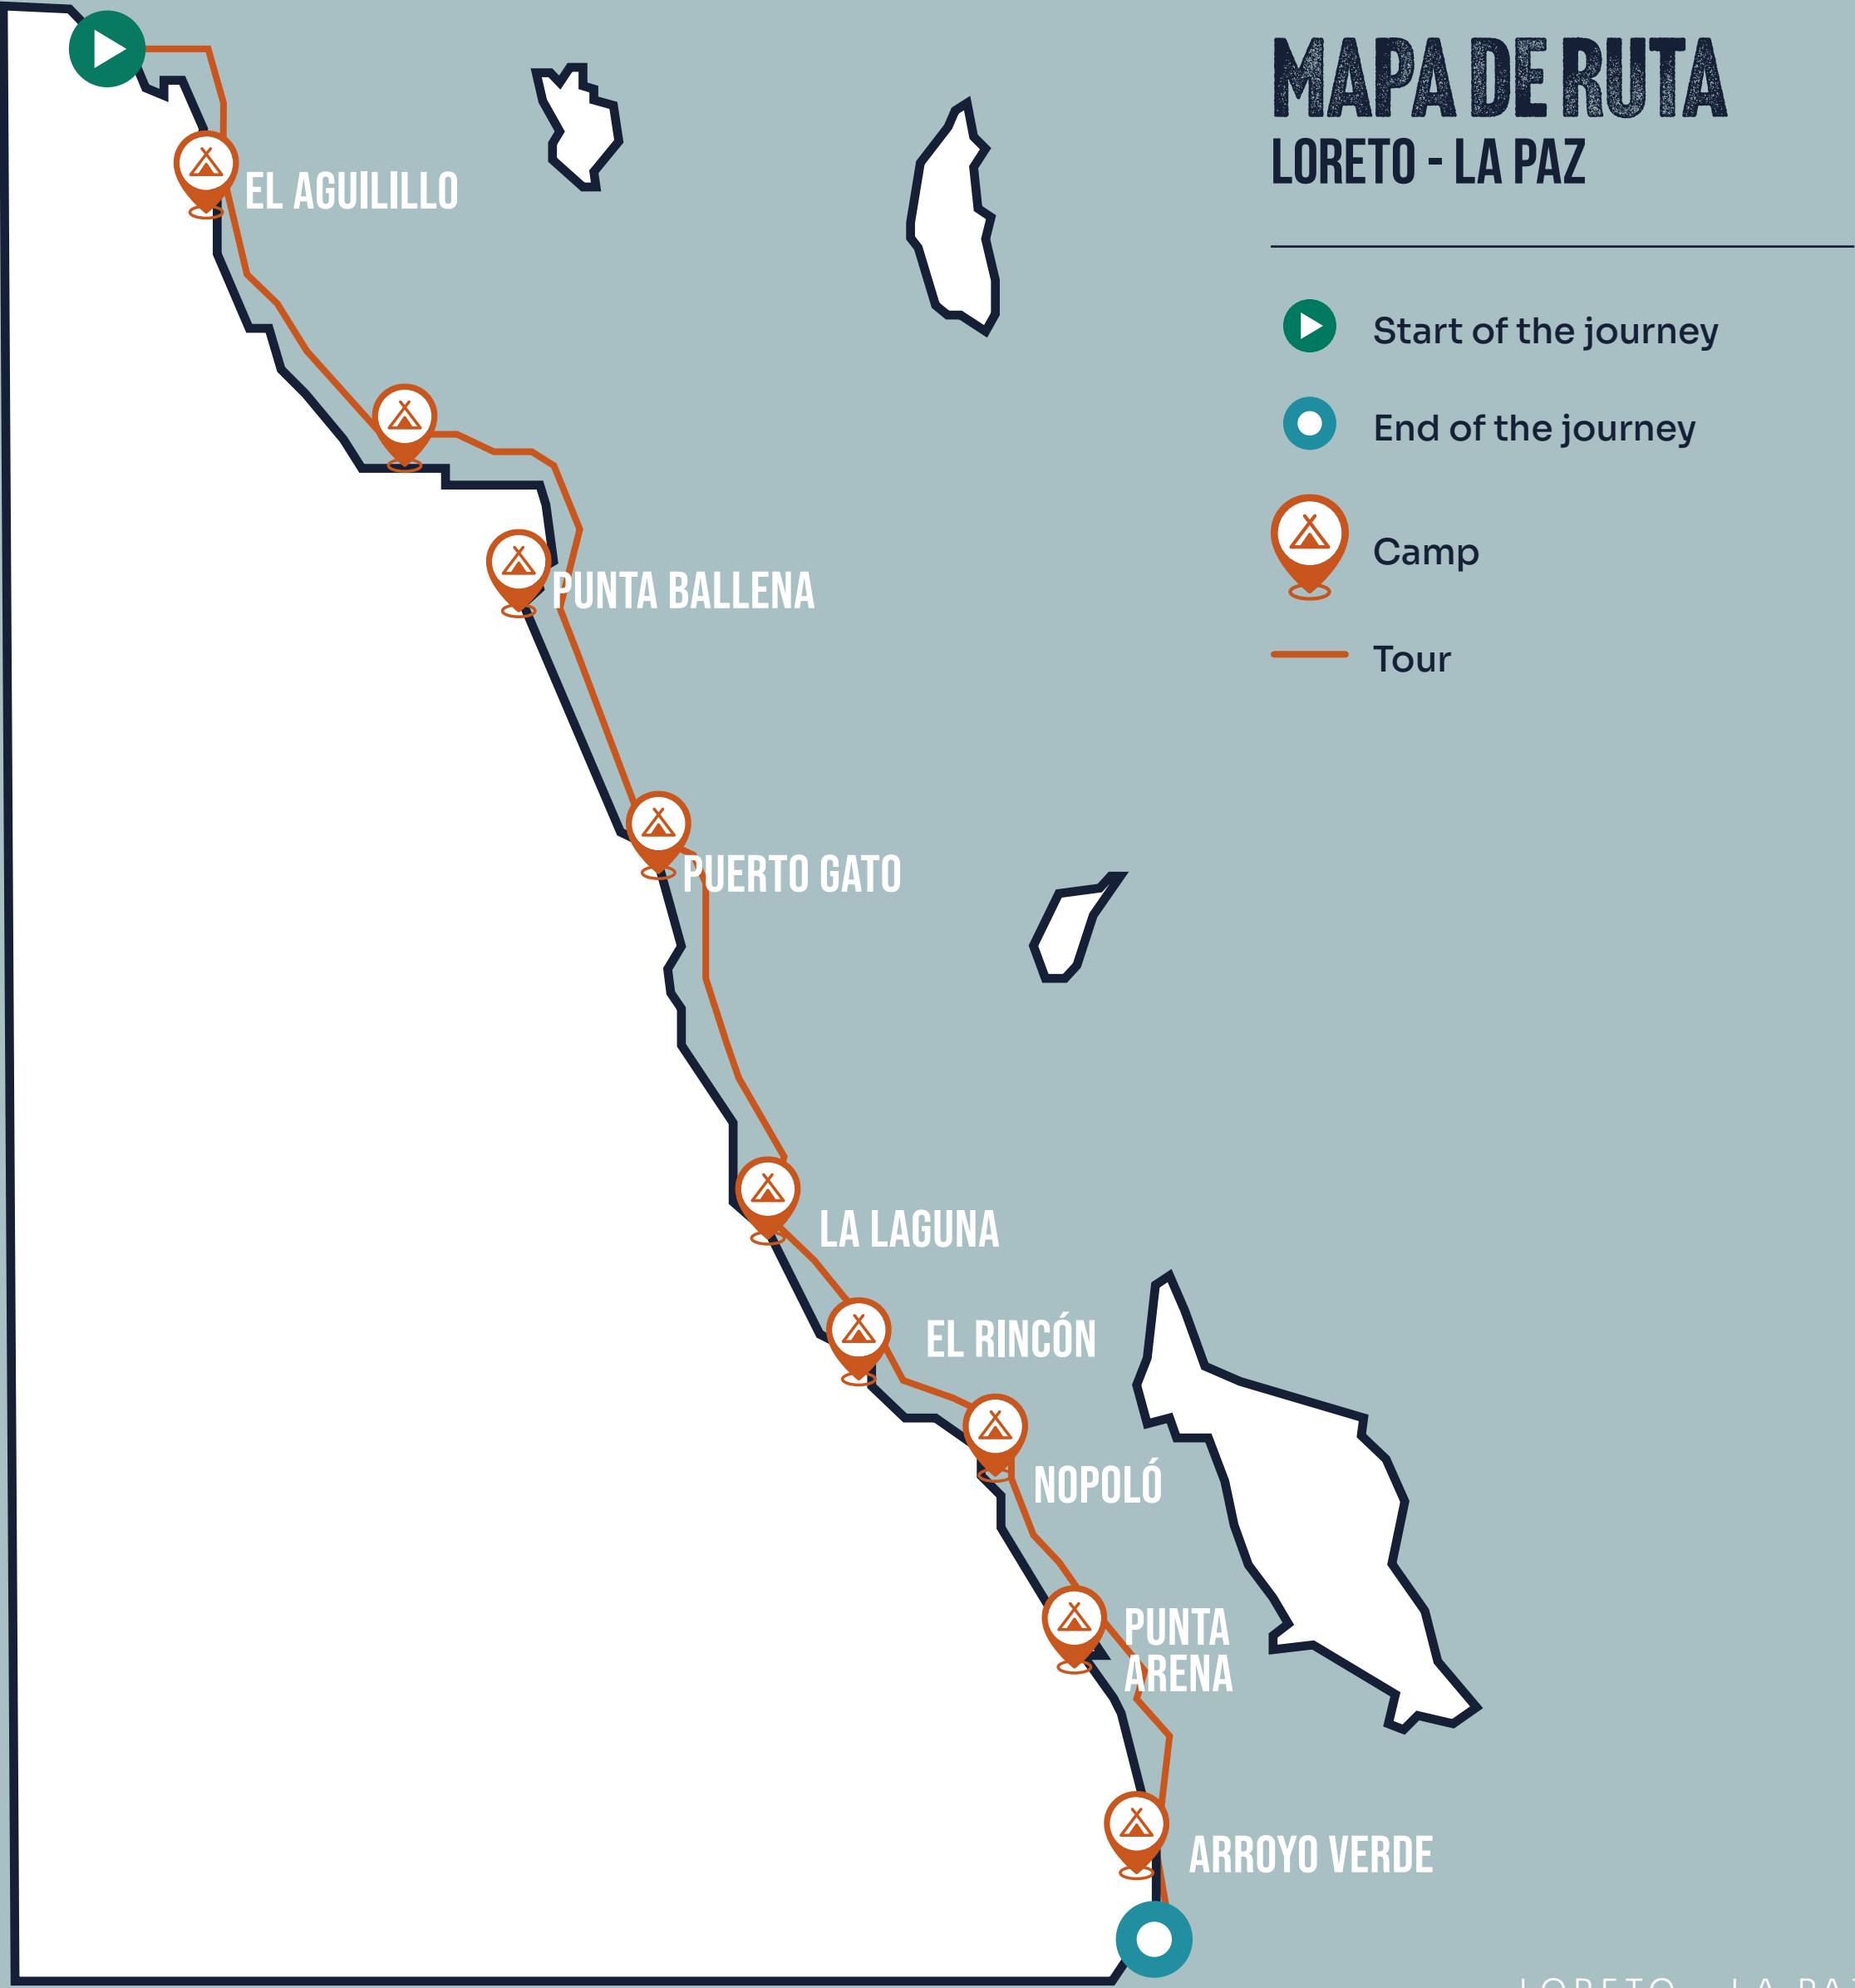 MAPA DE RUTA
LORETO - LA PAZ
Start of the journey
End of the journey
Camp
Tour
EL AGUILILLO
PUNTA BALLENA
PUERTO GATO
LA LAGUNA
EL RINCÓN
NOPOLÓ
PUNTA
ARENA
ARROYO VERDE